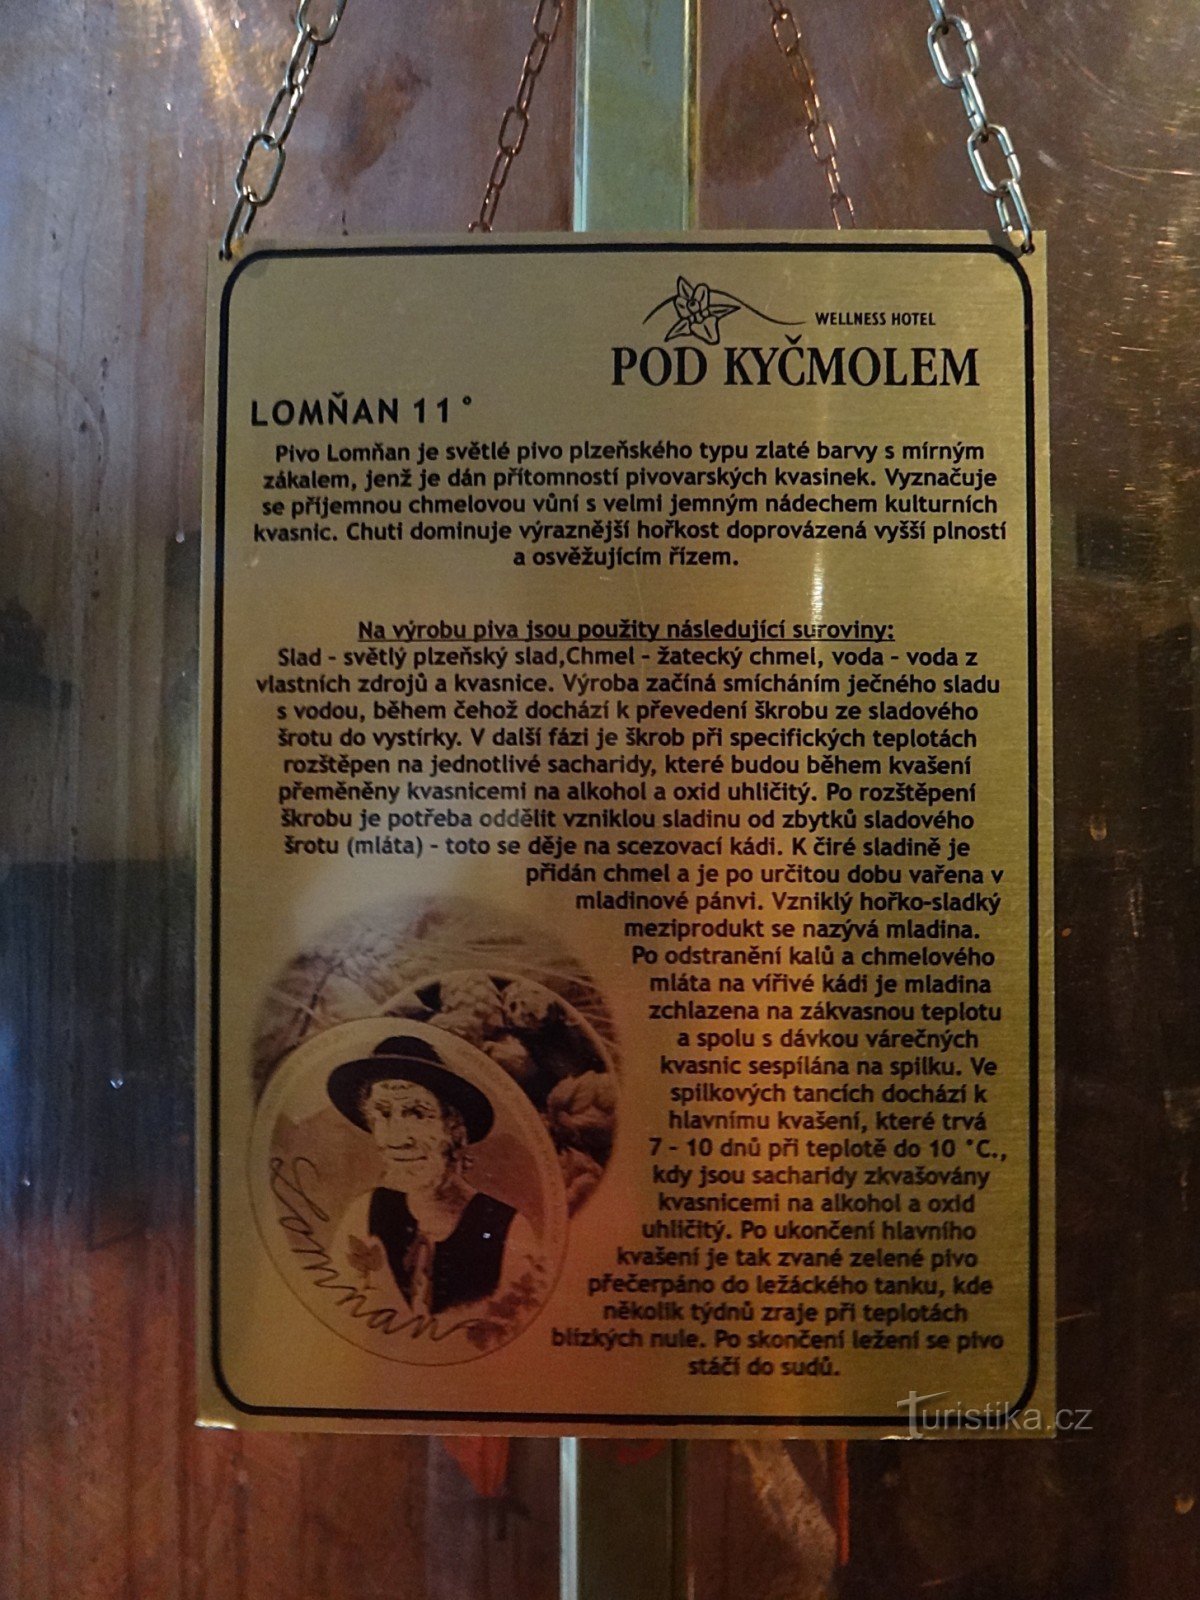 WELLNESS HOTEL
POD KYČMOLEM
LOMŇAN 11°
Pivo Lomňan je světlé pivo plzeňského typu zlaté barvy s mírným
zákalem, jenž je dán přítomností pivovarských kvasinek. Vyznačuje
se příjemnou chmelovou vůní s velmi jemným nádechem kulturních
kvasnic. Chuti dominuje výraznější hořkost doprovázená vyšší plností
a osvěžujícím řízem.
Na výrobu piva jsou použity následující suroviny:
Slad - světlý plzeňský slad,Chmel - žatecký chmel, voda - voda z
vlastních zdrojů a kvasnice. Výroba začíná smícháním ječného sladu
s vodou, během čehož dochází k převedení škrobu ze sladového
šrotu do vystírky. V další fázi je škrob při specifických teplotách
rozštěpen na jednotlivé sacharidy, které budou během kvašení
přeměněny kvasnicemi na alkohol a oxid uhličitý. Po rozštěpení
škrobu je potřeba oddělit vzniklou sladinu od zbytků sladového
šrotu (mláta) - toto se děje na scezovací kádi. K čiré sladině je
přidán chmel a je po určitou dobu vařena v
mladinové pánvi. Vzniklý hořko-sladký
meziprodukt se nazývá mladina.
Po odstranění kalů a chmelového
mláta na vířivé kádi je mladina
zchlazena na zákvasnou teplotu
a spolu s dávkou várečných
kvasnic sespílána na spilku. Ve
spilkových tancích dochází k
hlavnímu kvašení, které trvá
7 - 10 dnů při teplotě do 10 °C.,
kdy jsou sacharidy zkvašovány
kvasnicemi na alkohol a oxid
uhličitý. Po ukončení hlavního
kvašení je tak zvané zelené pivo
přečerpáno do ležáckého tanku, kde
několik týdnů zraje při teplotách
blízkých nule. Po skončení ležení se pivo
stáčí do sudů.
Lomňan
Turistika.cz